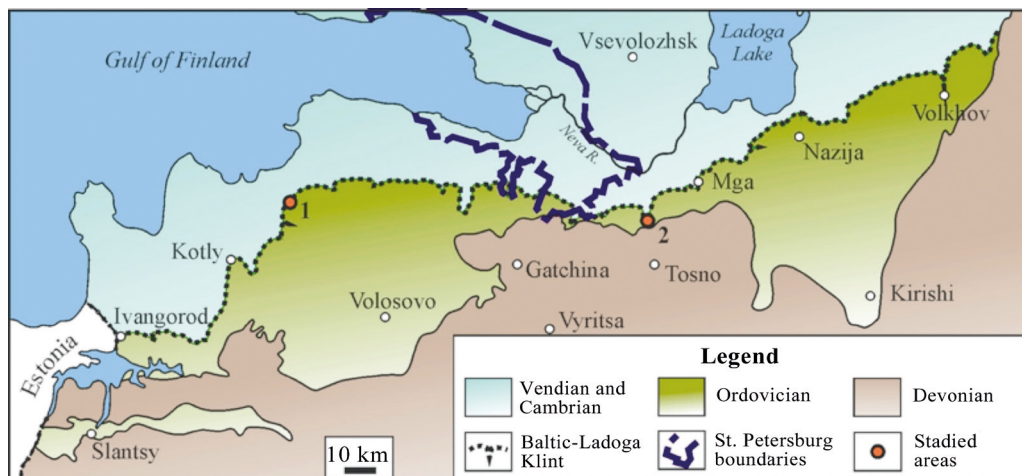 Gulf of Finland
Vsevolozhsk
Ladoga
Lake
Volkhov
Neva R.
Nazija
Mga
1
2
Kotly
Gatchina
Tosno
Kirishi
Volosovo
Ivangorod
Vyritsa
Estonia
Slantsy
10 km
Legend
Vendian and
Cambrian
Ordovician
Devonian
Baltic-Ladoga
Klint
St. Petersburg
boundaries
Stadied
areas